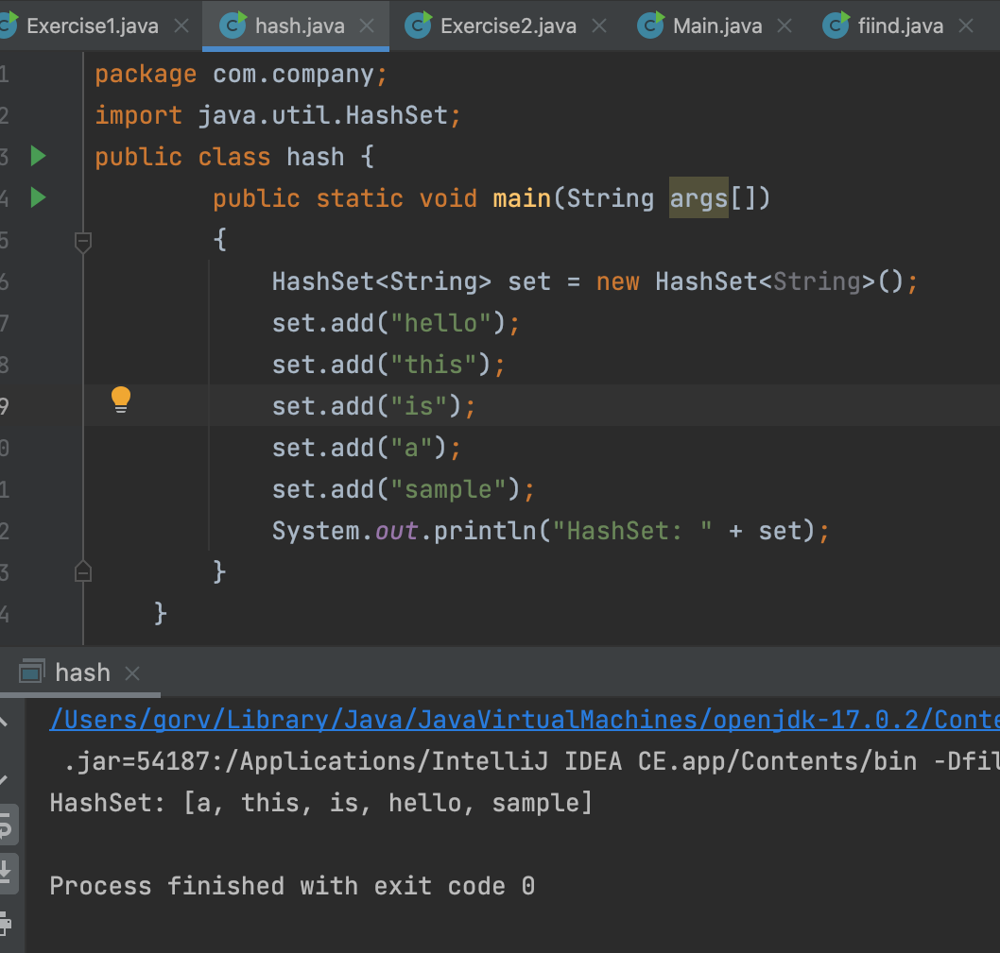 Exercise1.java hash.java Exercise2.java Main.java fiind.java
1 package com.company;
2 import java.util.HashSet;
3 public class hash {
4 public static void main(String args[])
5 {
6 HashSet<String> set = new HashSet<String>();
7 set.add("hello");
8 set.add("this");
9 set.add("is");
0 set.add("a");
1 set.add("sample");
2 System.out.println("HashSet: " + set);
3 }
4 }
hash
/Users/gorv/Library/Java/JavaVirtualMachines/openjdk-17.0.2/Conte
.jar=54187:/Applications/IntelliJ IDEA CE.app/Contents/bin -Dfil
HashSet: [a, this, is, hello, sample]
Process finished with exit code 0